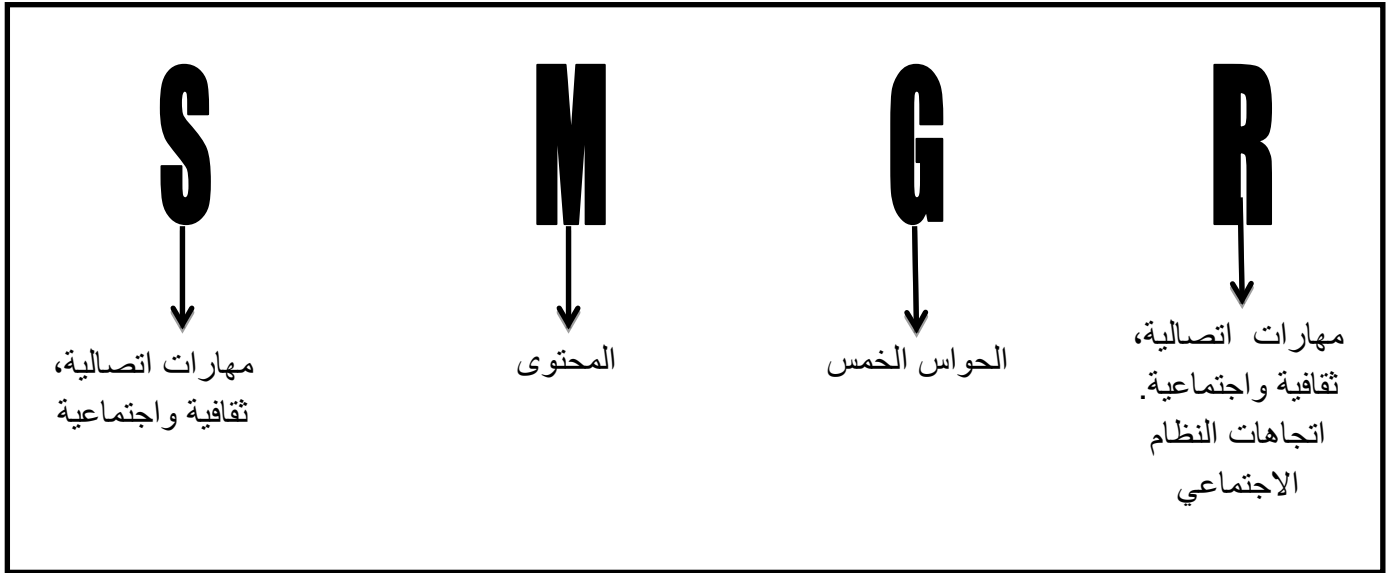 S M G R
مهارات اتصالية،
ثقافية واجتماعية
المحتوى
الحواس الخمس
مهارات اتصالية،
ثقافية واجتماعية.
اتجاهات النظام
الاجتماعي